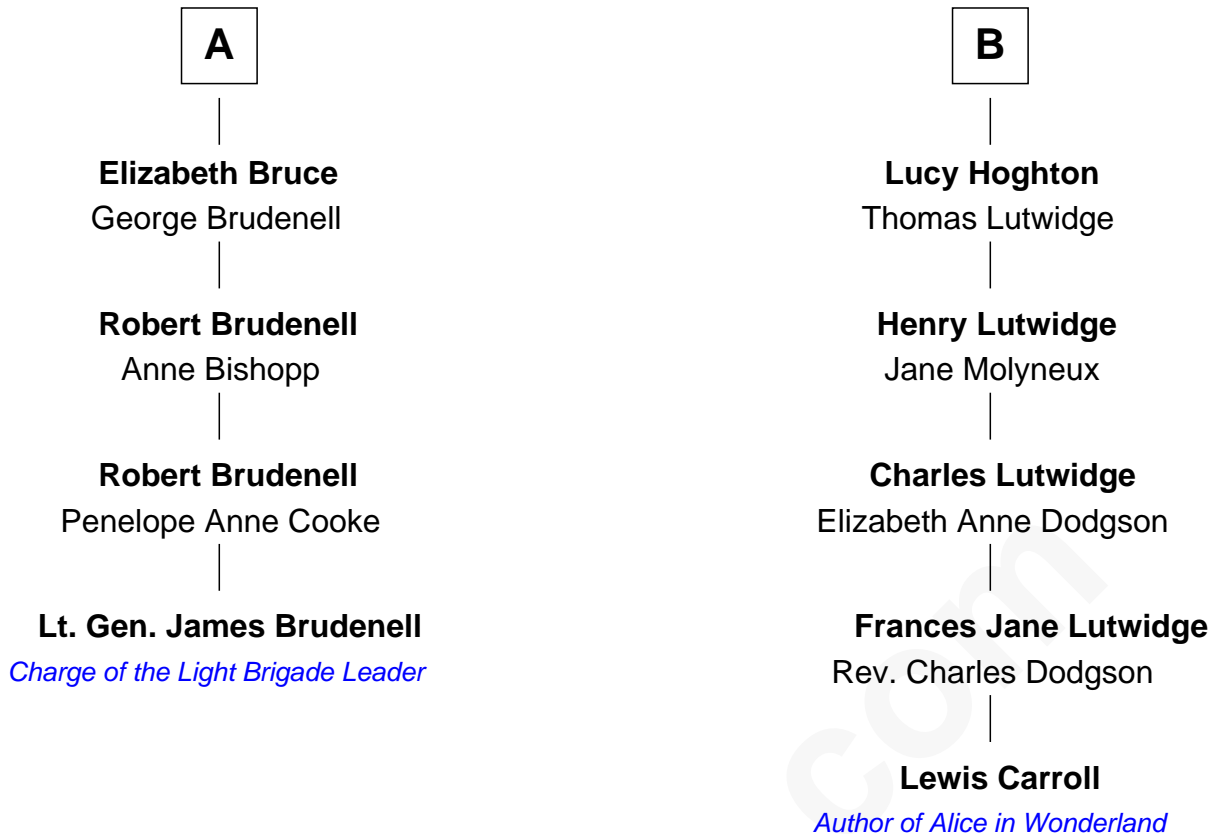 A
Elizabeth Bruce
George Brudenell
Robert Brudenell
Anne Bishopp
Robert Brudenell
Penelope Anne Cooke
Lt. Gen. James Brudenell
Charge of the Light Brigade Leader
B
Lucy Hoghton
Thomas Lutwidge
Henry Lutwidge
Jane Molyneux
Charles Lutwidge
Elizabeth Anne Dodgson
Frances Jane Lutwidge
Rev. Charles Dodgson
Lewis Carroll
Author of Alice in Wonderland
com